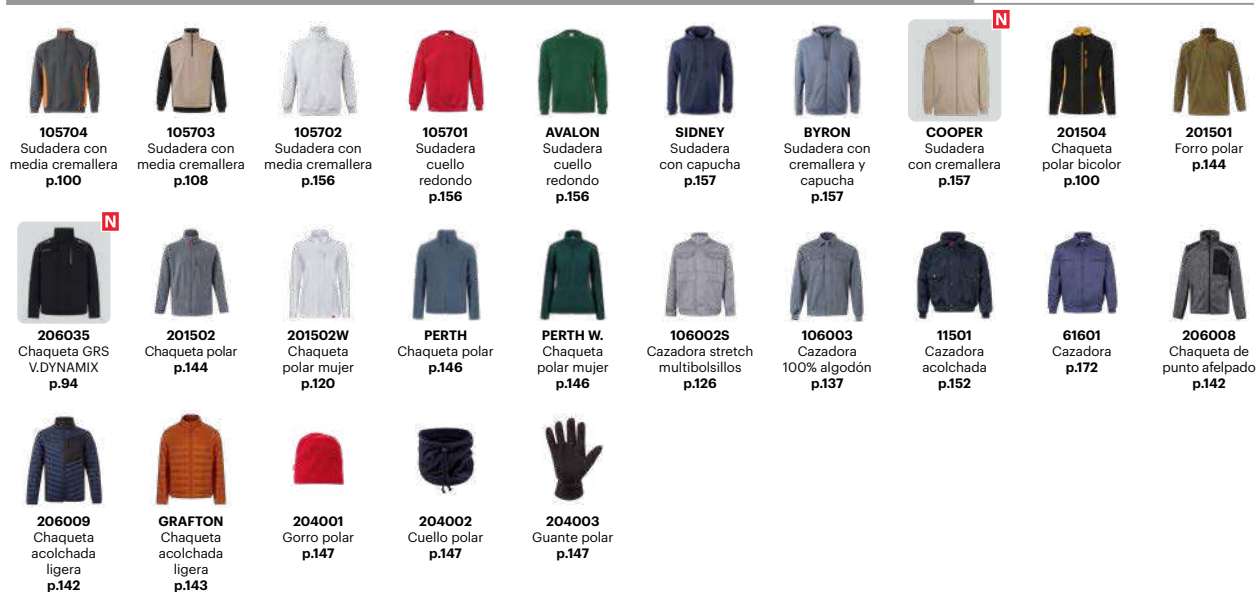 N
105704
Sudadera con
media cremallera
p.100
105703
Sudadera con
media cremallera
p.108
105702
Sudadera con
media cremallera
p.156
105701
Sudadera
cuello
redondo
p.156
AVALON
Sudadera
cuello
redondo
p.156
SIDNEY
Sudadera
con capucha
p.157
BYRON
Sudadera con
cremallera y
capucha
p.157
COOPER
Sudadera
con cremallera
p.157
201504
Chaqueta
polar bicolor
p.100
201501
Forro polar
p.144
N
206035
Chaqueta GRS
V.DYNAMIX
p.94
201502
Chaqueta polar
p.144
201502W
Chaqueta
polar mujer
p.120
PERTH
Chaqueta polar
p.146
PERTH W.
Chaqueta
polar mujer
p.146
106002S
Cazadora stretch
multibolsillos
p.126
106003
Cazadora
100% algodón
p.137
11501
Cazadora
acolchada
p.152
61601
Cazadora
p.172
206008
Chaqueta de
punto afelpado
p.142
206009
Chaqueta
acolchada
ligera
p.142
GRAFTON
Chaqueta
acolchada
ligera
p.143
204001
Gorro polar
p.147
204002
Cuello polar
p.147
204003
Guante polar
p.147